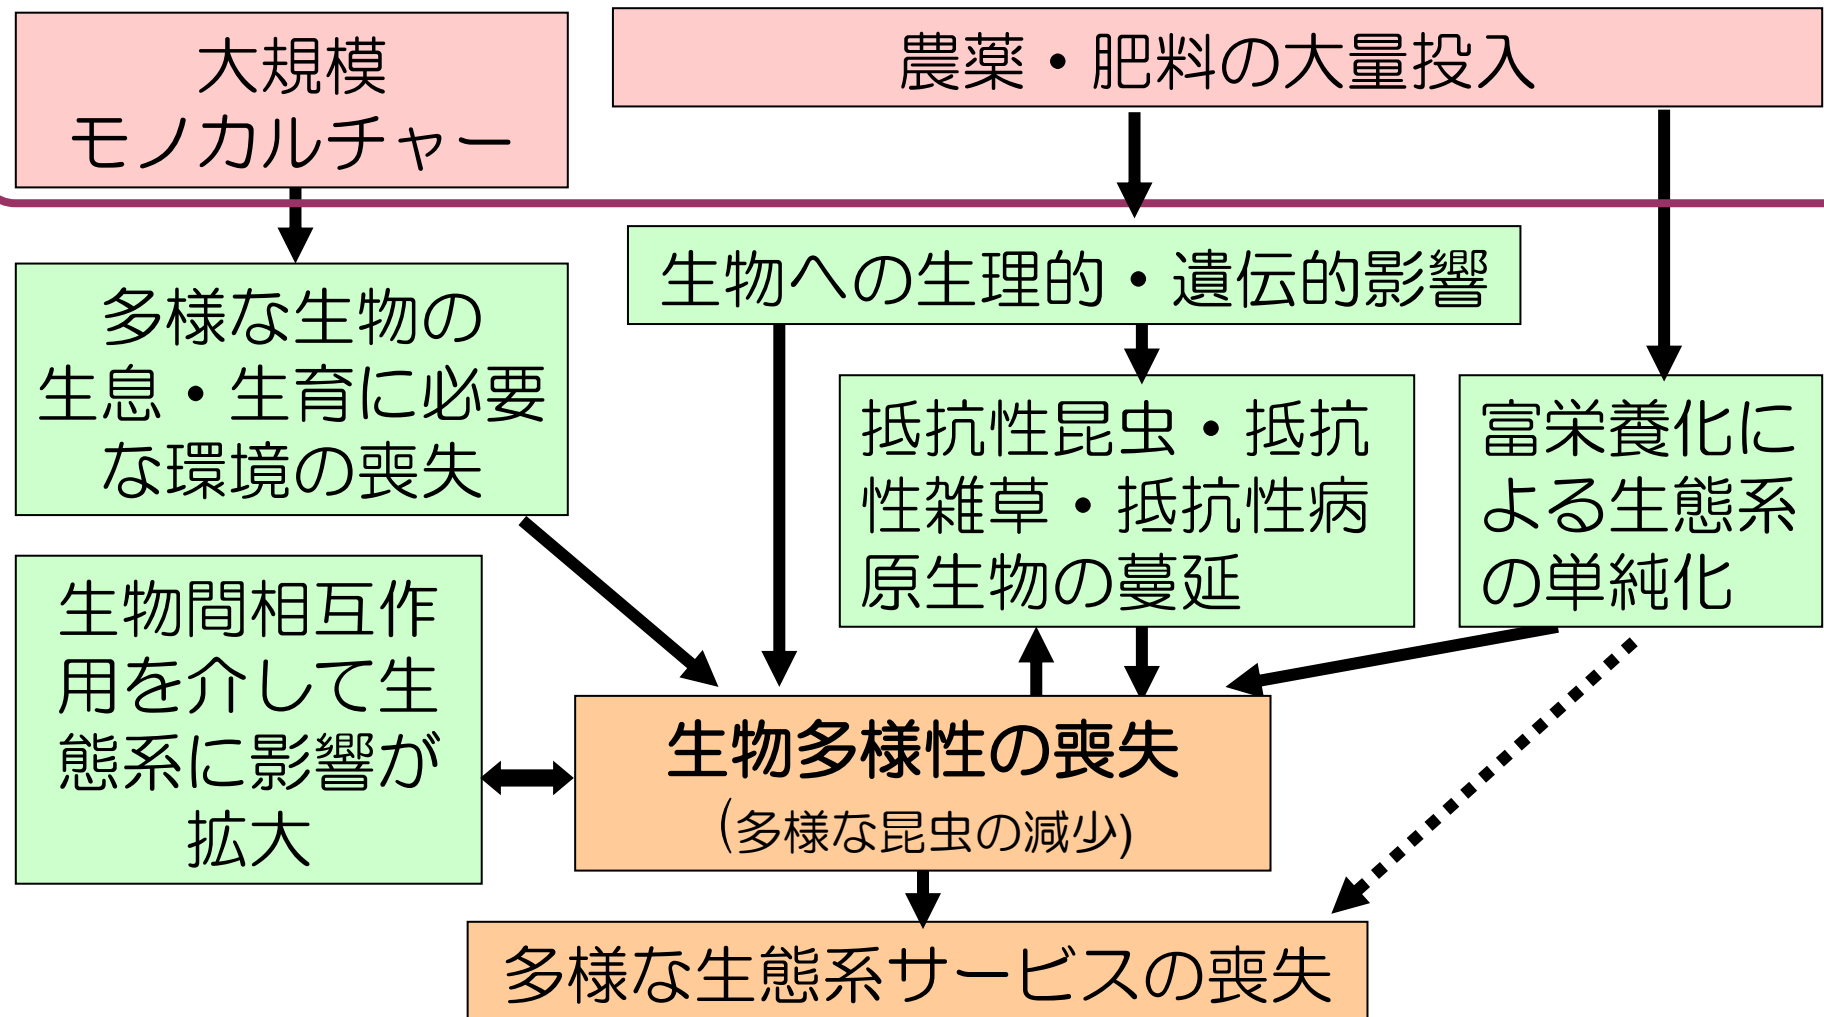 大規模
モノカルチャー
農薬・肥料の大量投入
生物への生理的・遺伝的影響
多様な生物の
生息・生育に必要
な環境の喪失
抵抗性昆虫・抵抗
性雑草・抵抗性病
原生物の蔓延
富栄養化に
よる生態系
の単純化
生物間相互作
用を介して生
態系に影響が
拡大
生物多様性の喪失
(多様な昆虫の減少)
多様な生態系サービスの喪失